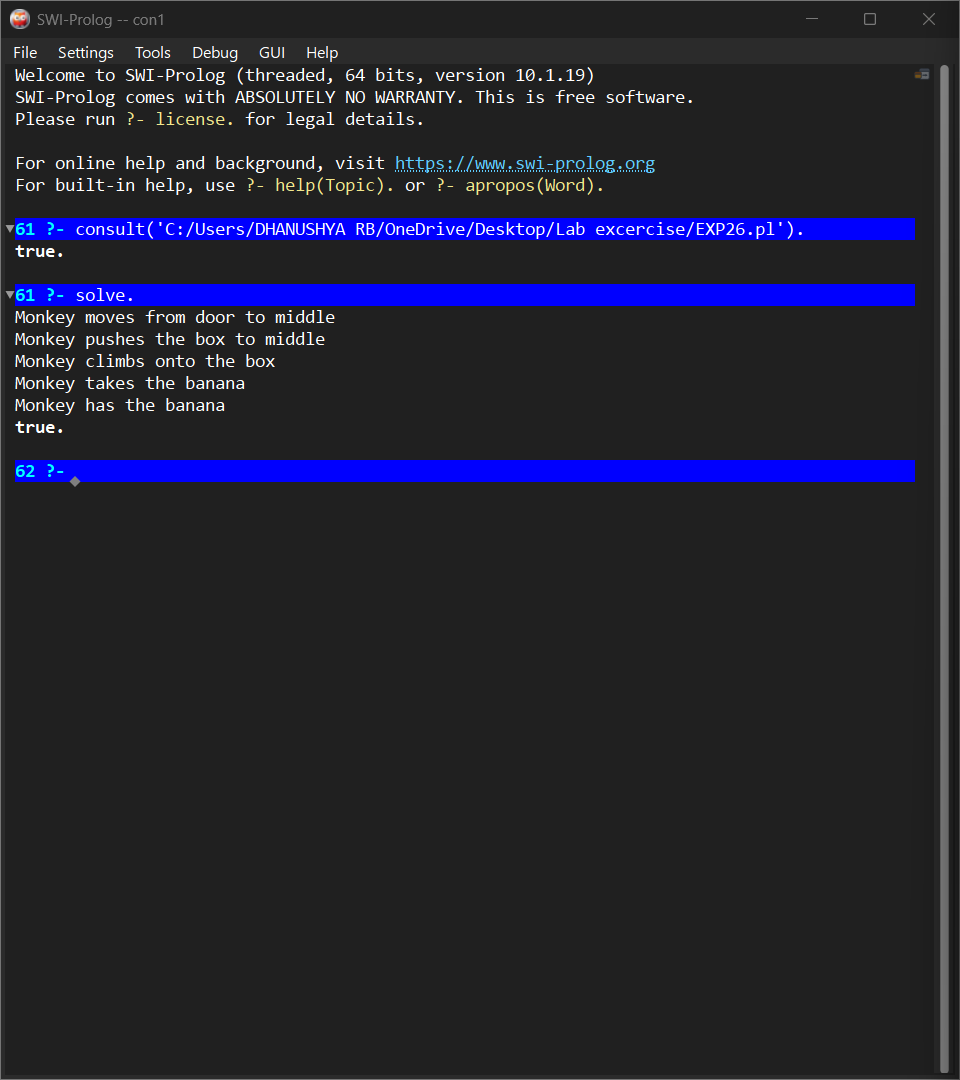 SWI-Prolog -- con1
File Settings Tools Debug GUI Help
Welcome to SWI-Prolog (threaded, 64 bits, version 10.1.19)
SWI-Prolog comes with ABSOLUTELY NO WARRANTY. This is free software.
Please run ?- license. for legal details.
For online help and background, visit https://www.swi-prolog.org
For built-in help, use ?- help(Topic). or ?- apropos(Word).
61 ?- consult('C:/Users/DHANUSHYA RB/OneDrive/Desktop/Lab excercise/EXP26.pl').
true.
61 ?- solve.
Monkey moves from door to middle
Monkey pushes the box to middle
Monkey climbs onto the box
Monkey takes the banana
Monkey has the banana
true.
62 ?-